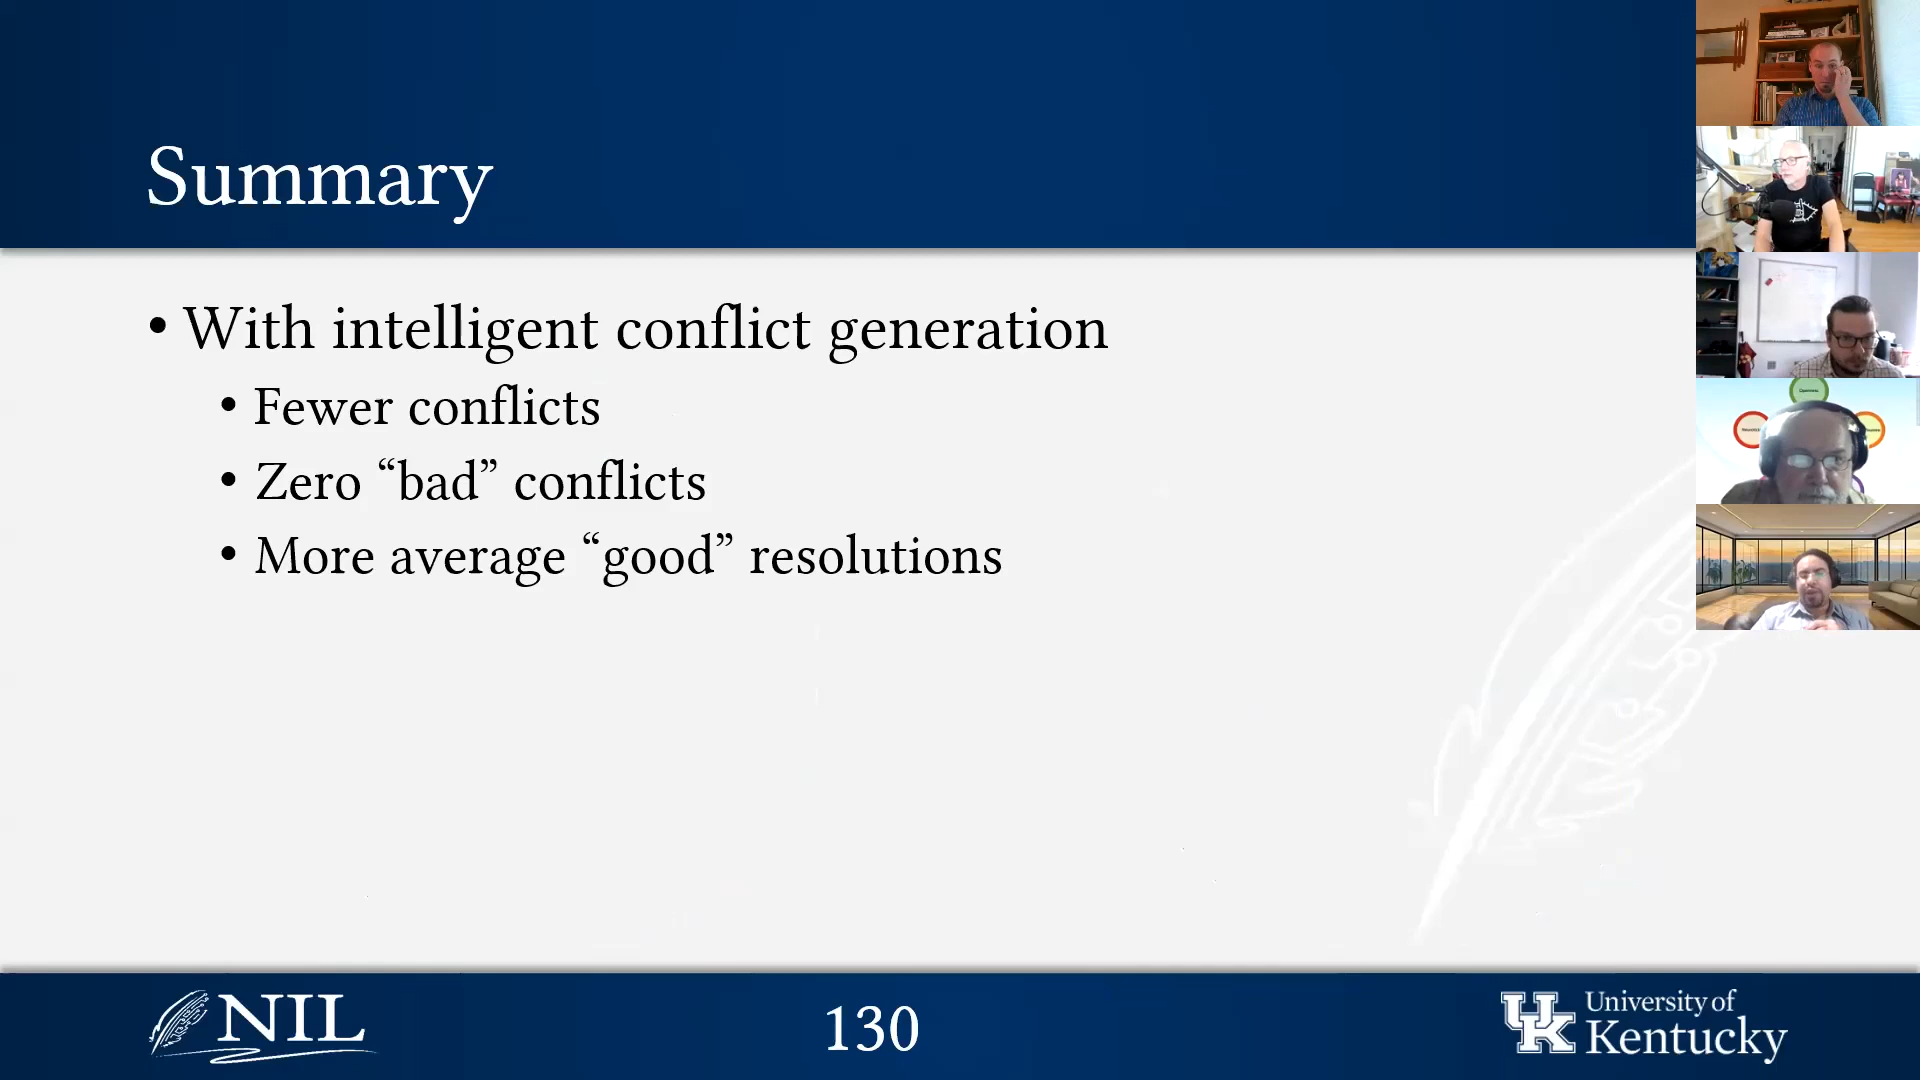 Summary
• With intelligent conflict generation
• Fewer conflicts
• Zero “bad” conflicts
• More average “good” resolutions
NIL
130
UK
University of
Kentucky